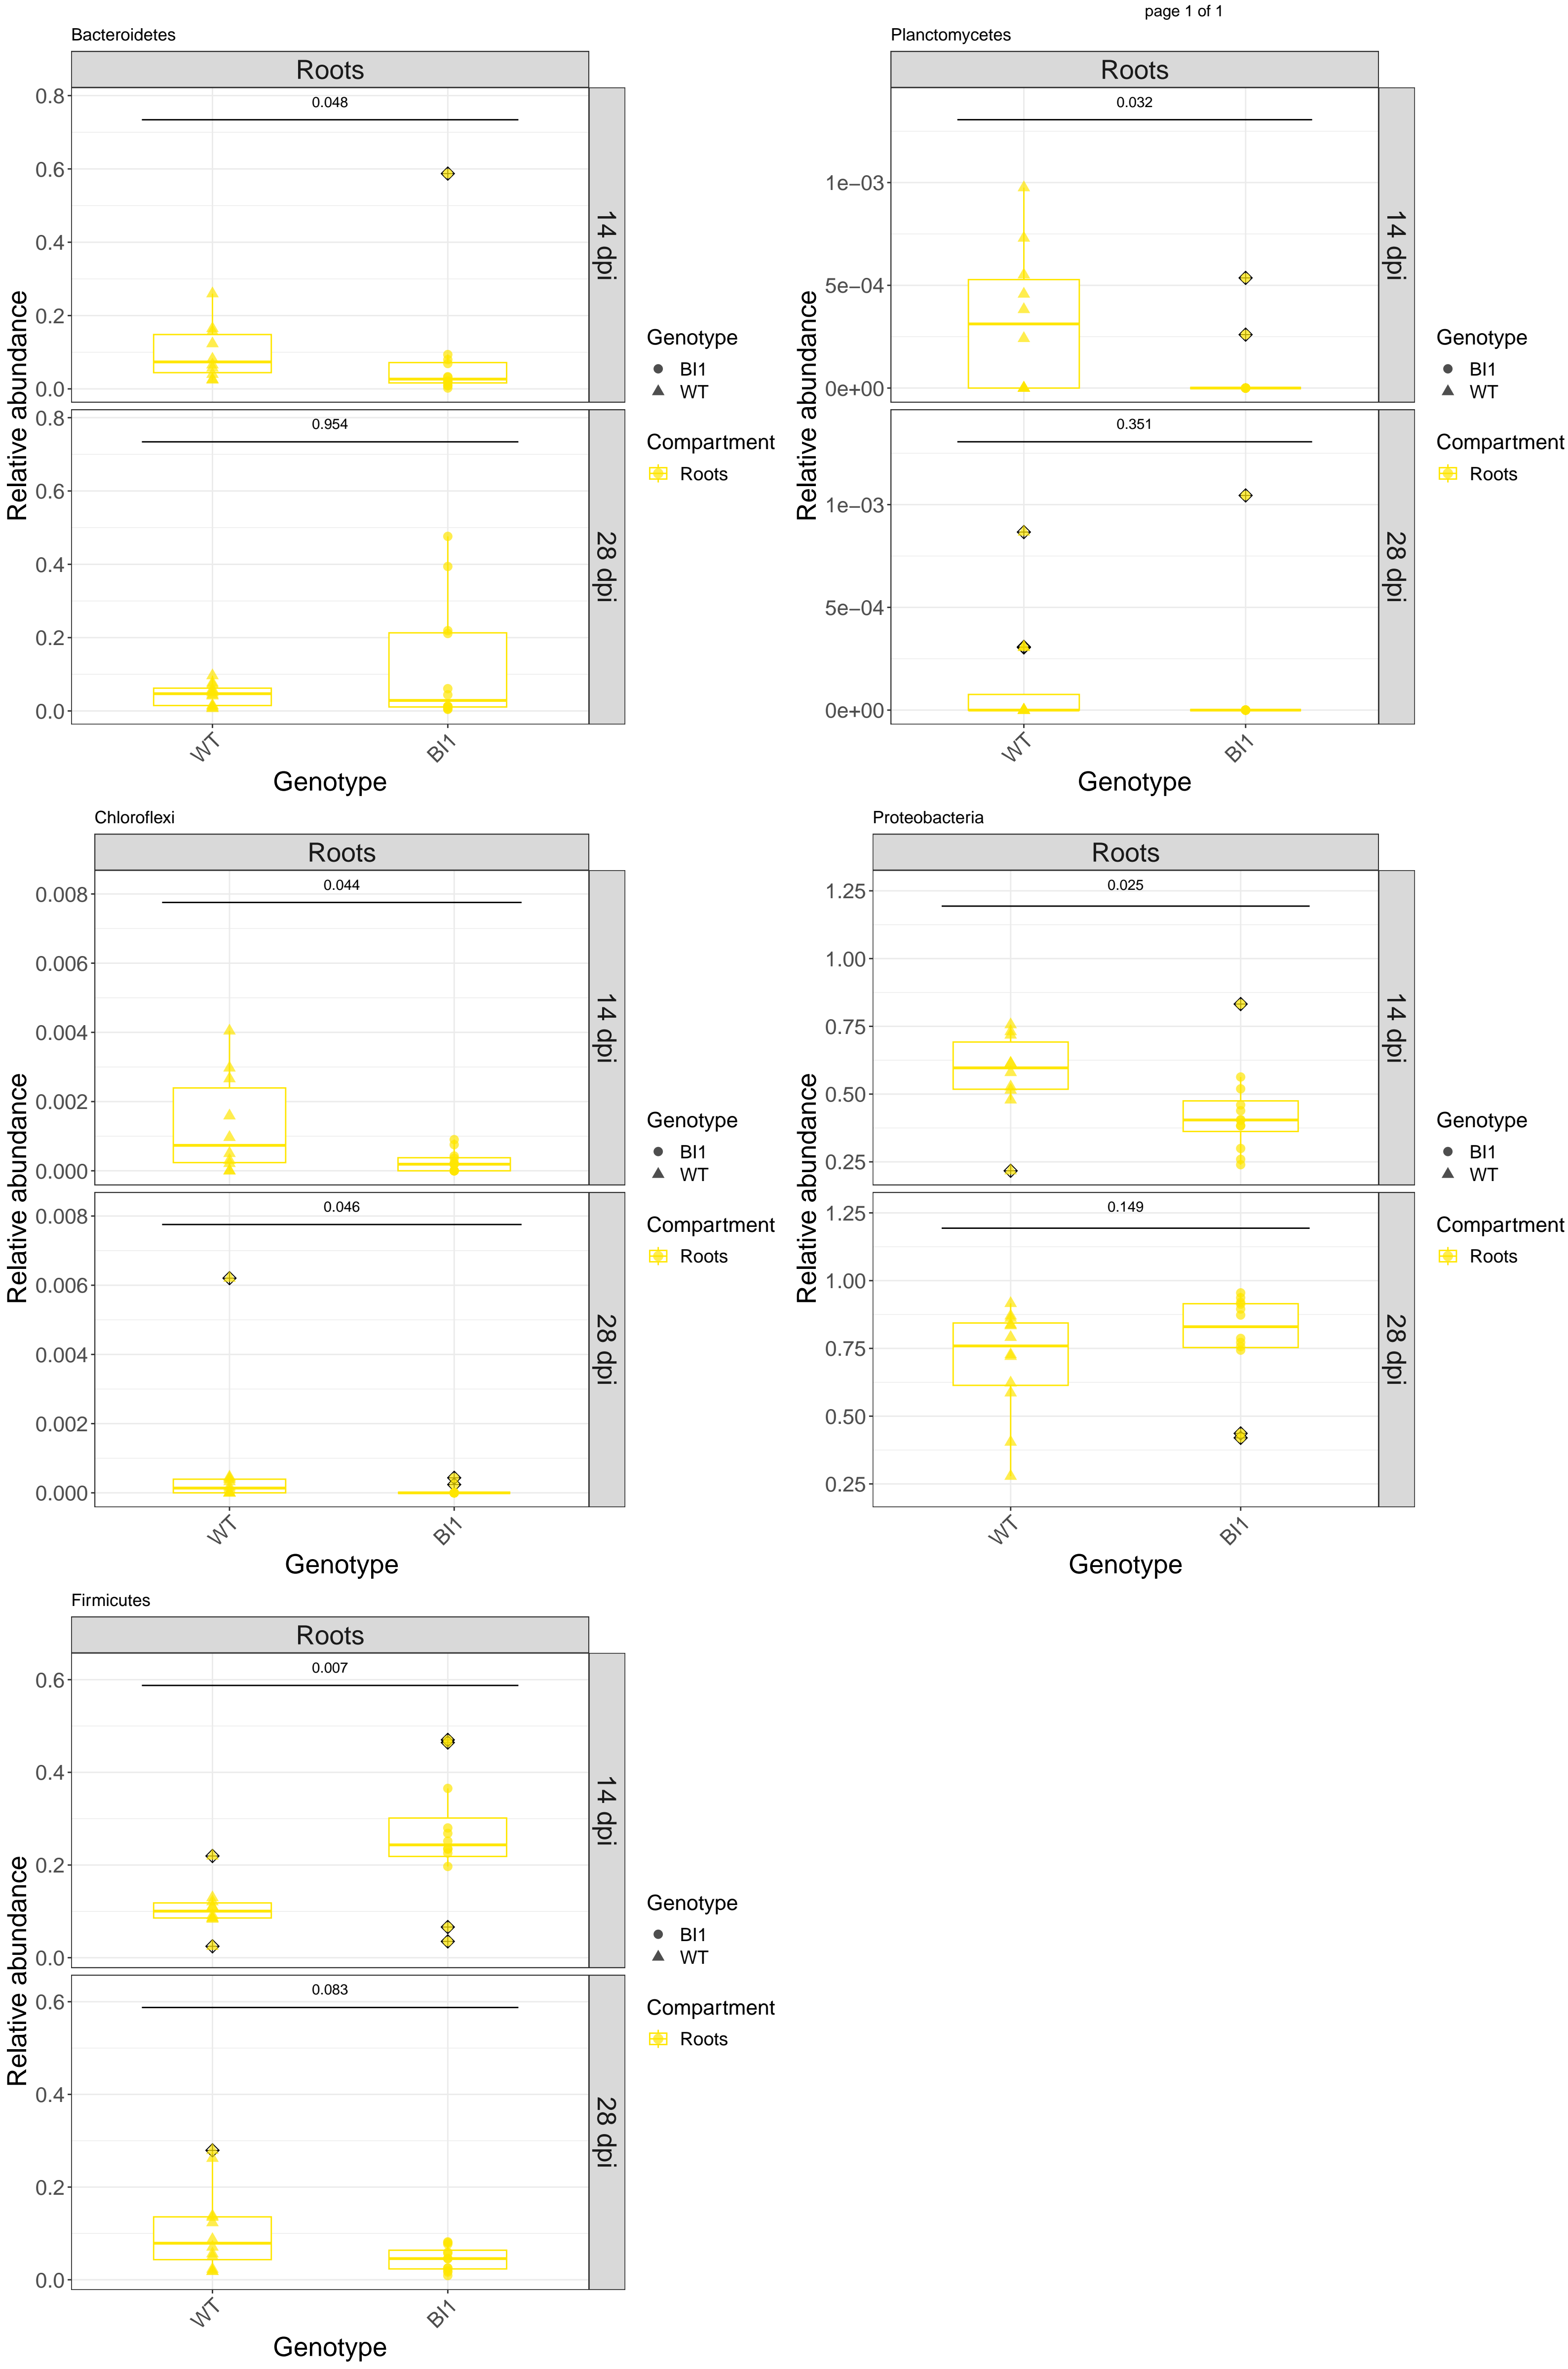 page 1 of 1
Bacteroidetes
Roots
0.8
0.6
0.4
0.2
0.0
0.048
14 dpi
0.8
0.6
0.4
0.2
0.0
0.954
28 dpi
Relative abundance
WT
BI1
Genotype
Genotype
BI1
WT
Compartment
Roots
Planctomycetes
Roots
1e−03
5e−04
0e+00
0.032
14 dpi
1e−03
5e−04
0e+00
0.351
28 dpi
Relative abundance
WT
BI1
Genotype
Genotype
BI1
WT
Compartment
Roots
Chloroflexi
Roots
0.008
0.006
0.004
0.002
0.000
0.044
14 dpi
0.008
0.006
0.004
0.002
0.000
0.046
28 dpi
Relative abundance
WT
BI1
Genotype
Genotype
BI1
WT
Compartment
Roots
Proteobacteria
Roots
1.25
1.00
0.75
0.50
0.25
0.025
14 dpi
1.25
1.00
0.75
0.50
0.25
0.149
28 dpi
Relative abundance
WT
BI1
Genotype
Genotype
BI1
WT
Compartment
Roots
Firmicutes
Roots
0.6
0.4
0.2
0.0
0.007
14 dpi
0.6
0.4
0.2
0.0
0.083
28 dpi
Relative abundance
WT
BI1
Genotype
Genotype
BI1
WT
Compartment
Roots